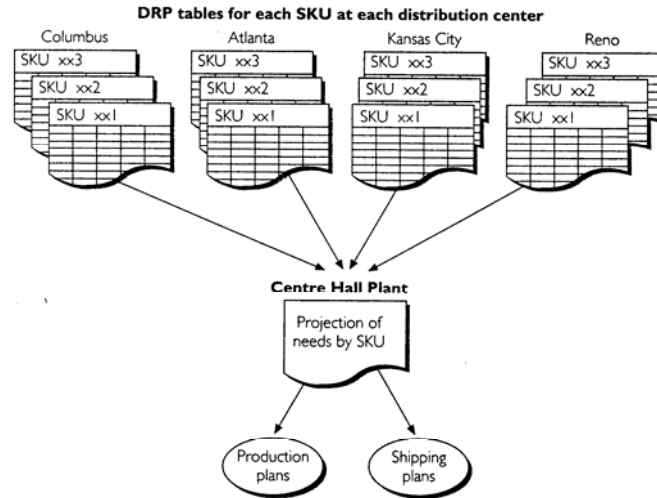 DRP tables for each SKU at each distribution center
Columbus
Atlanta
Kansas City
Reno
SKU xx3
SKU xx2
SKU xx1
SKU xx3
SKU xx2
SKU xx1
SKU xx3
SKU xx2
SKU xx1
SKU xx3
SKU xx2
SKU xx1
Centre Hall Plant
Projection of
needs by SKU
Production
plans
Shipping
plans